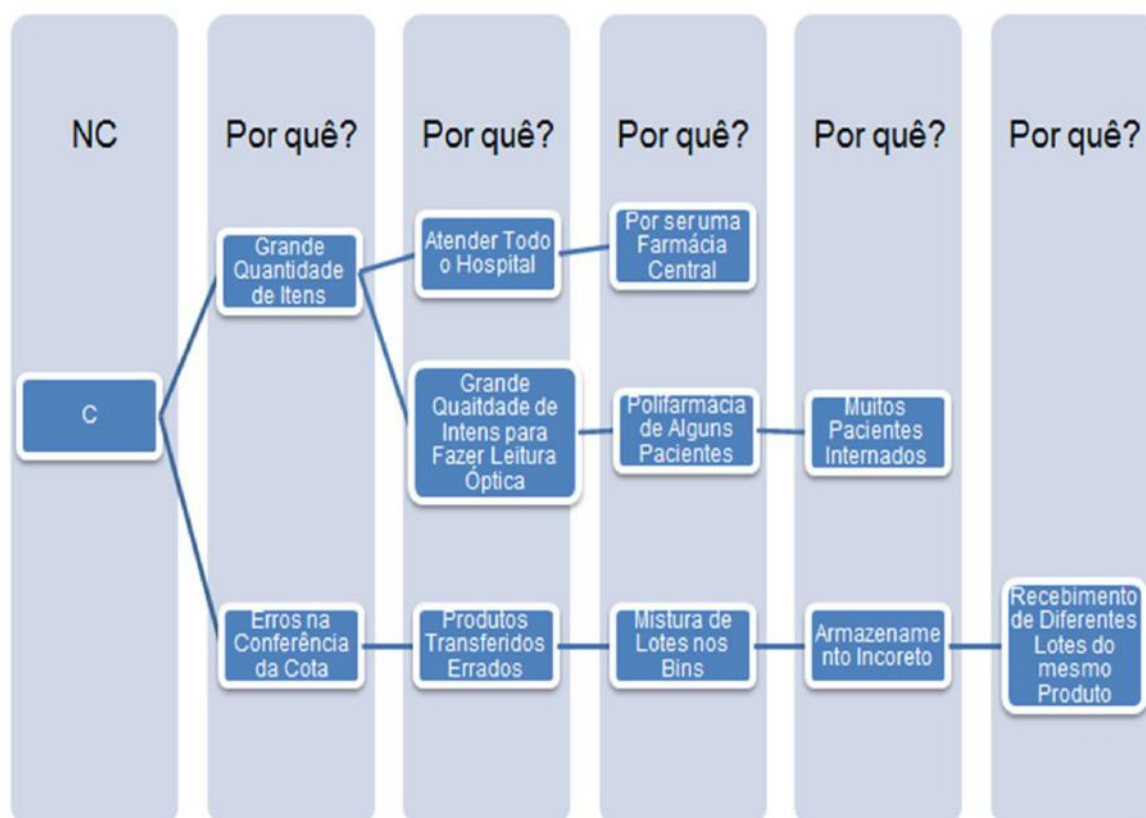 NC
Por quê?
Por quê?
Por quê?
Por quê?
Por quê?
Grande
Quantidade
de Itens
Atender Todo
o Hospital
Por ser uma
Farmácia
Central
C
Grande
Quaitdade de
Intens para
Fazer Leitura
Óptica
Polifarmácia
de Alguns
Pacientes
Muitos
Pacientes
Internados
Erros na
Conferência
da Cota
Produtos
Transferidos
Errados
Mistura de
Lotes nos
Bins
Armazename
nto Incoreto
Recebimento
de Diferentes
Lotes do
mesmo
Produto